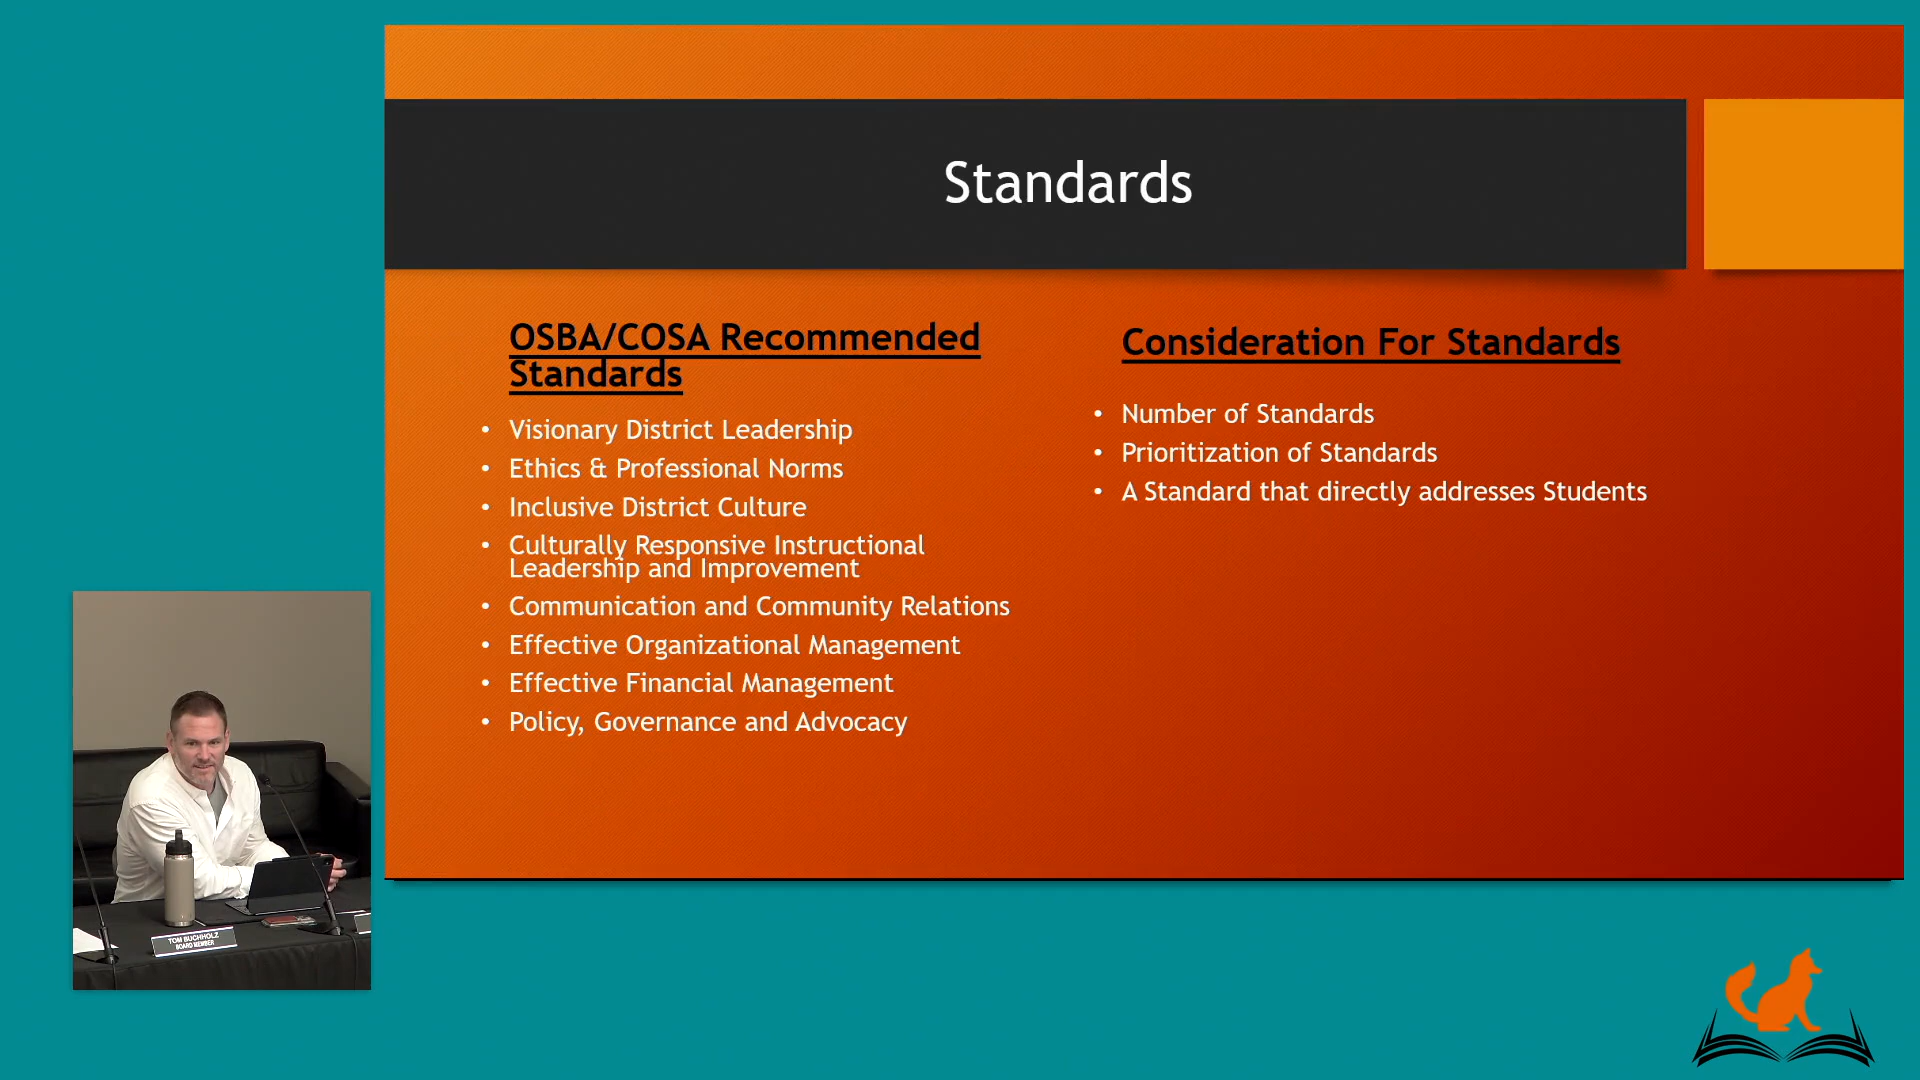 Standards
OSBA/COSA Recommended
Standards
• Visionary District Leadership
• Ethics & Professional Norms
• Inclusive District Culture
• Culturally Responsive Instructional
Leadership and Improvement
• Communication and Community Relations
• Effective Organizational Management
• Effective Financial Management
• Policy, Governance and Advocacy
Consideration For Standards
• Number of Standards
• Prioritization of Standards
• A Standard that directly addresses Students
TOM BUCHHOLZ
BOARD MEMBER